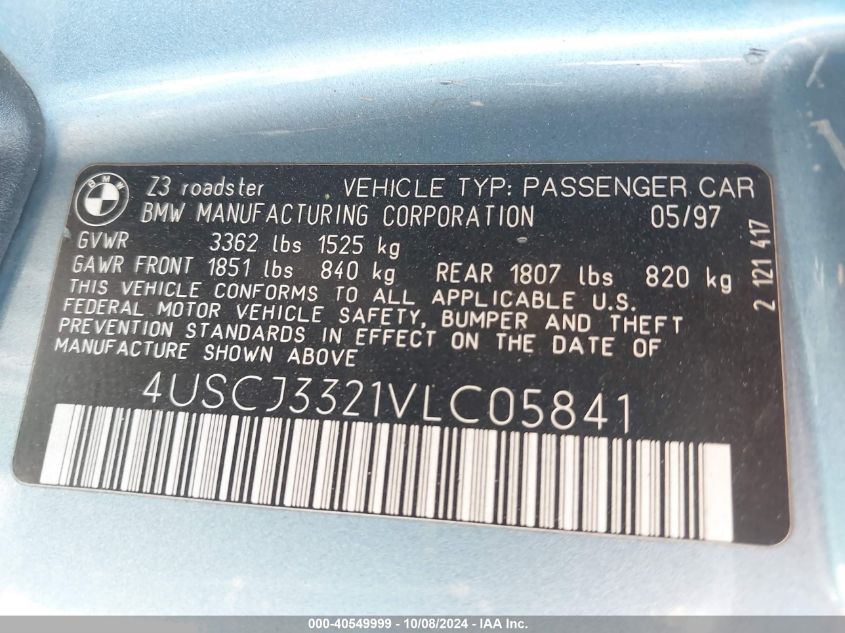 BMW
Z3 roadster VEHICLE TYP: PASSENGER CAR
BMW MANUFACTURING CORPORATION 05/97
GVWR 3362 lbs 1525 kg
GAWR FRONT 1851 lbs 840 kg REAR 1807 lbs 820 kg
THIS VEHICLE CONFORMS TO ALL APPLICABLE U.S.
FEDERAL MOTOR VEHICLE SAFETY, BUMPER AND THEFT
PREVENTION STANDARDS IN EFFECT ON THE DATE OF
MANUFACTURE SHOWN ABOVE
2 121 417
4USCJ3321VLC05841
000-40549999 - 10/08/2024 - IAA